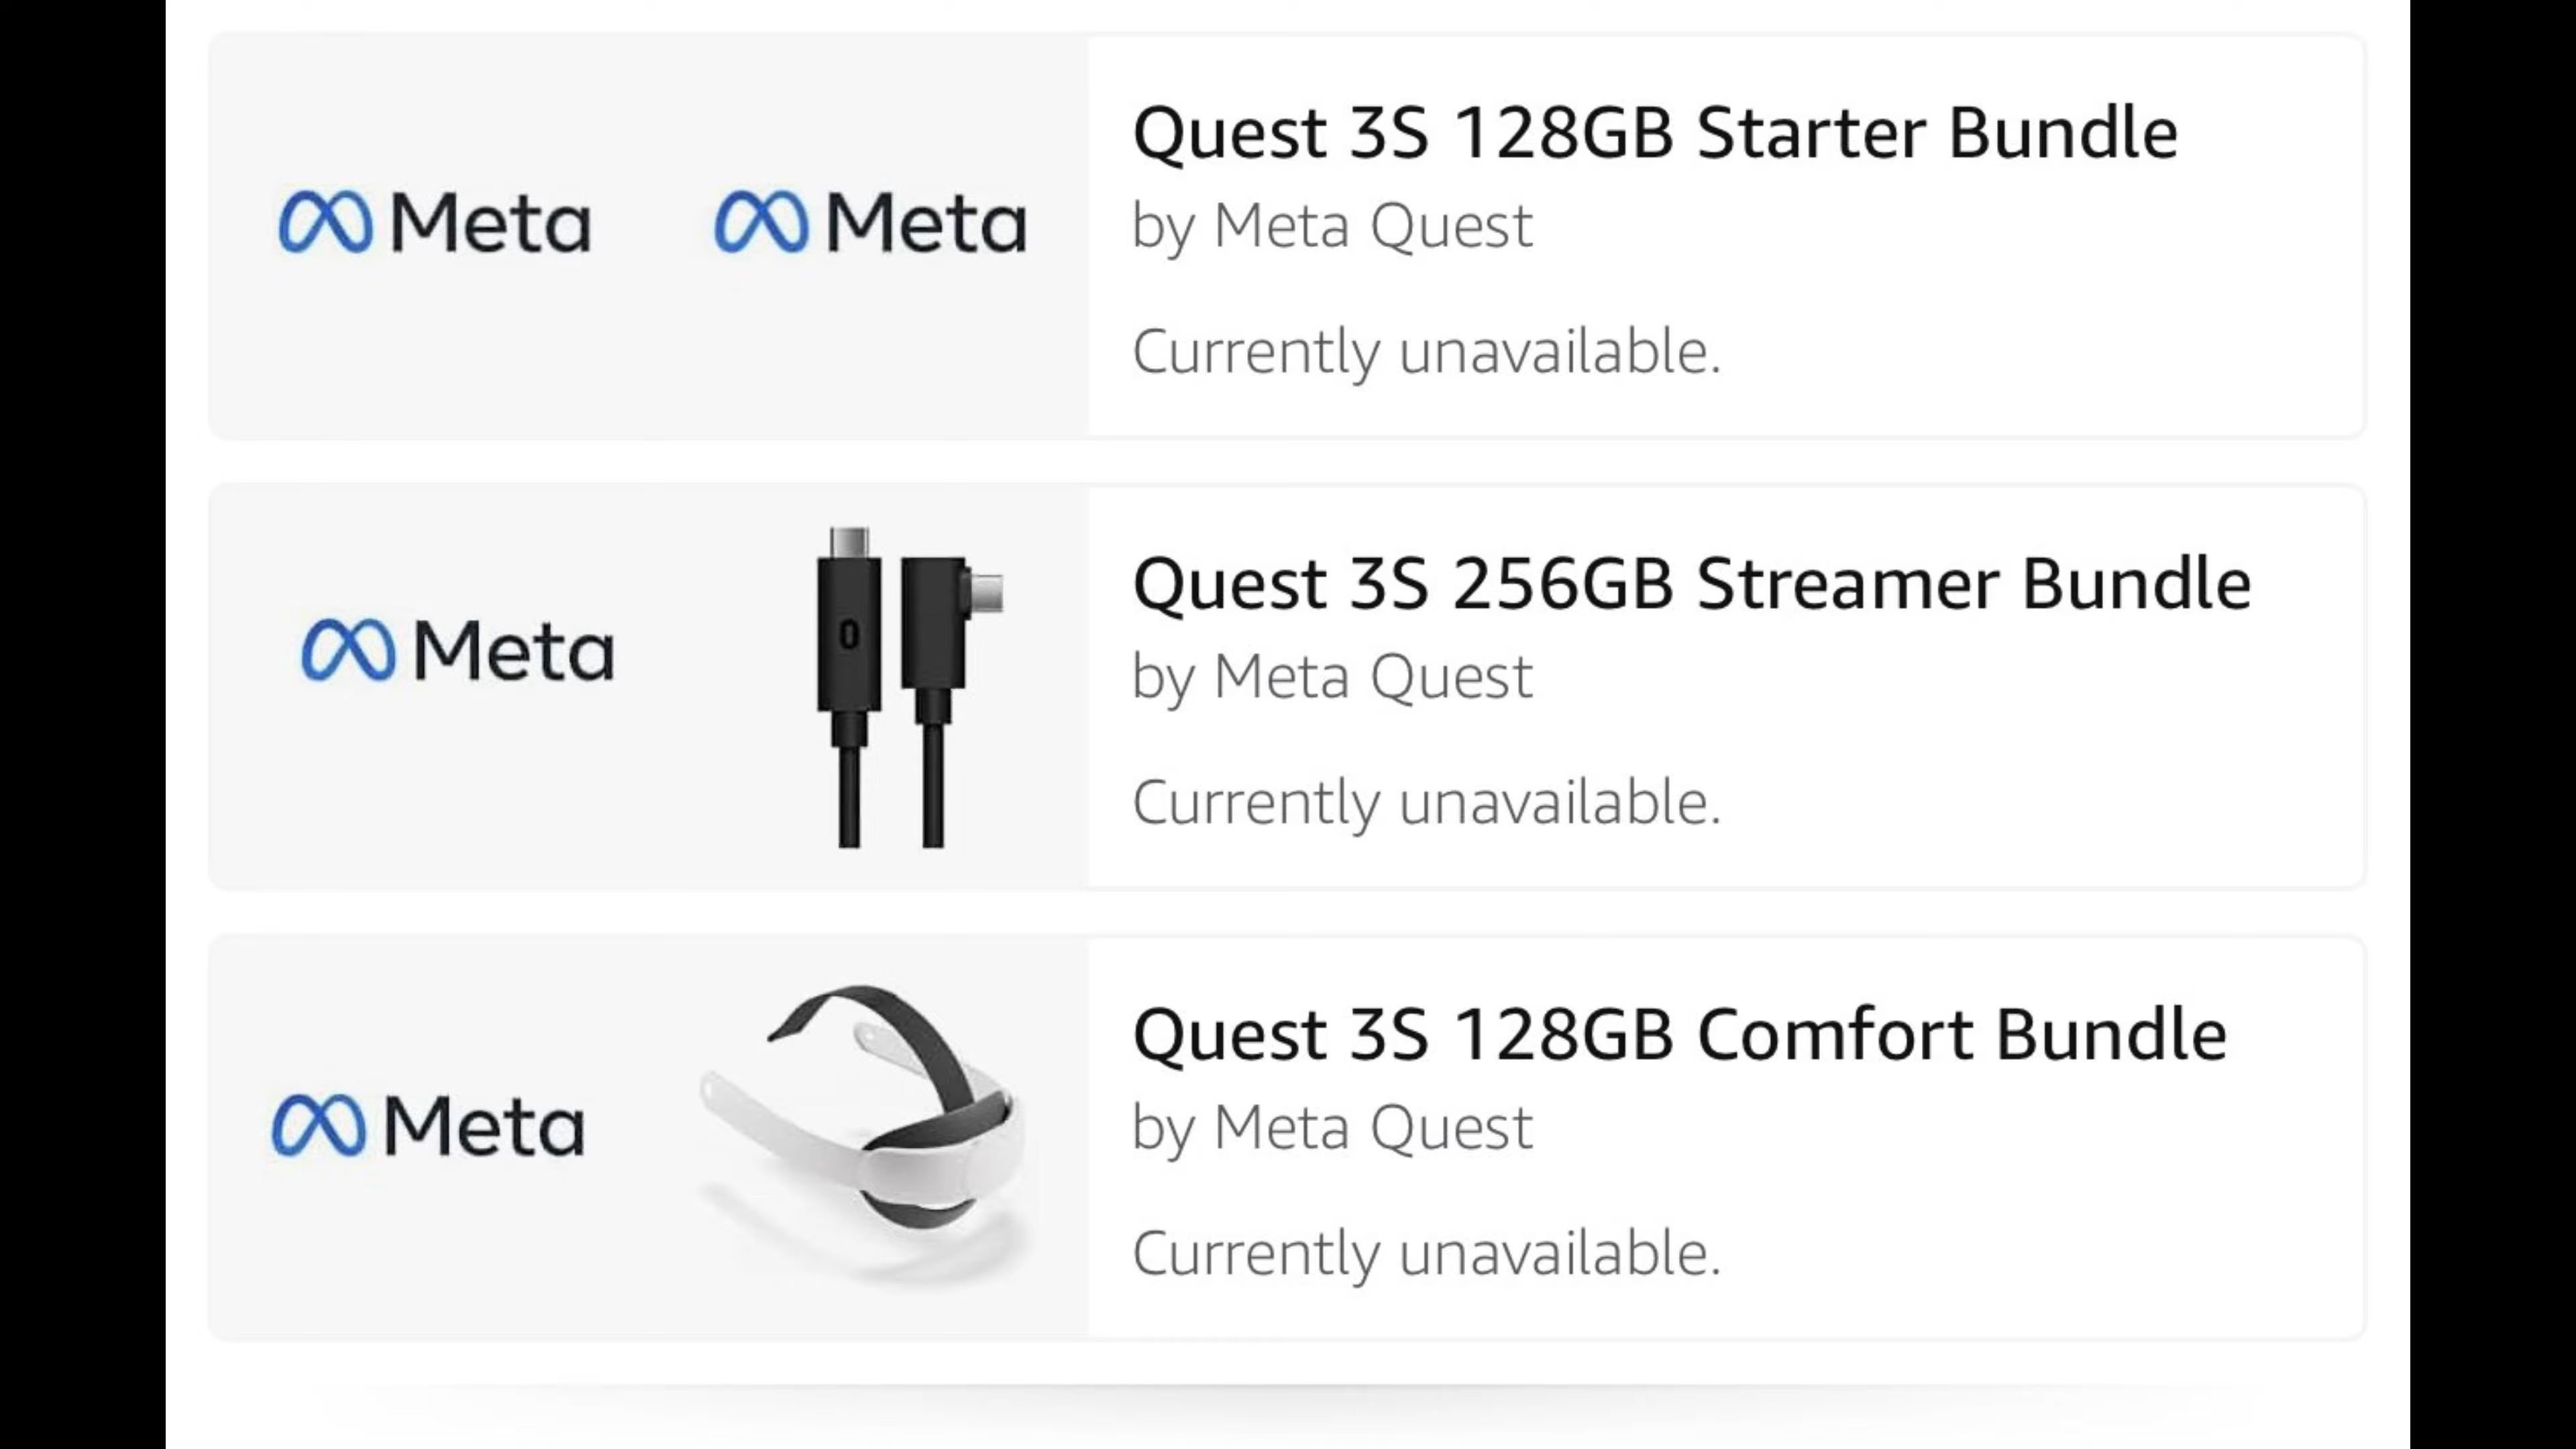 Meta Meta
Quest 3S 128GB Starter Bundle
by Meta Quest
Currently unavailable.
Meta
Quest 3S 256GB Streamer Bundle
by Meta Quest
Currently unavailable.
Meta
Quest 3S 128GB Comfort Bundle
by Meta Quest
Currently unavailable.